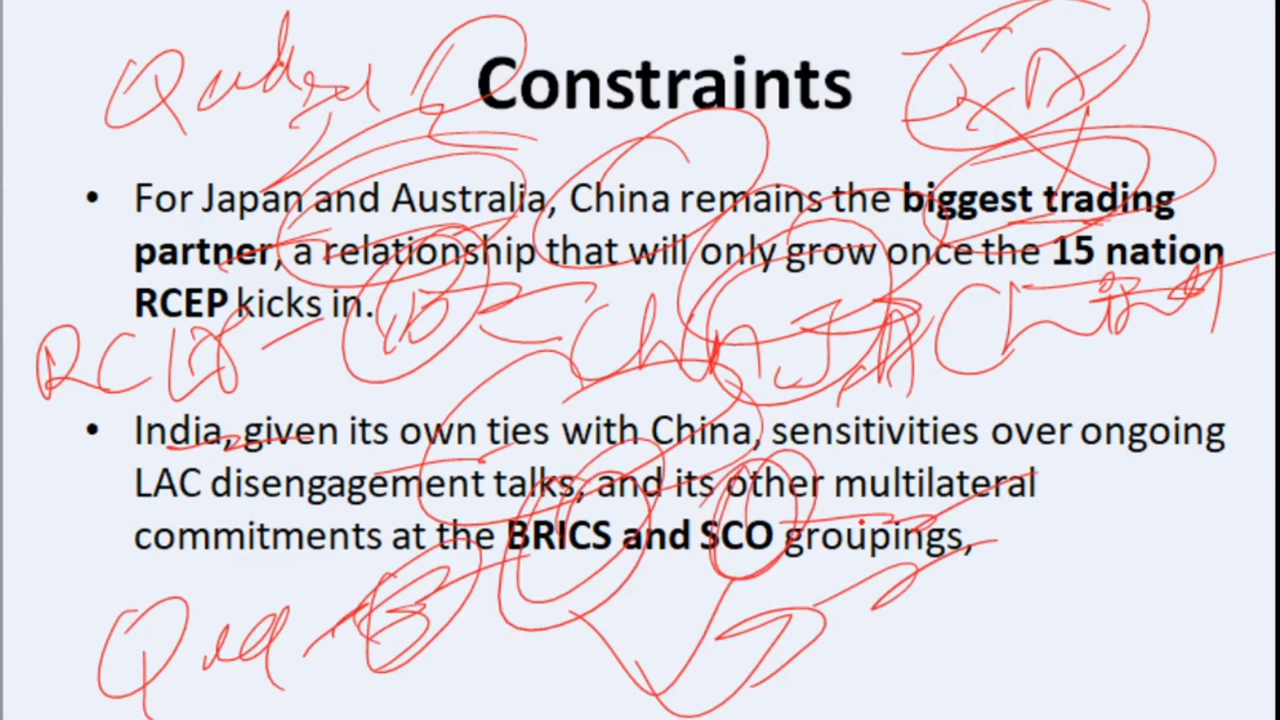 Constraints
• For Japan and Australia, China remains the biggest trading
partner, a relationship that will only grow once the 15 nation
RCEP kicks in.
• India, given its own ties with China, sensitivities over ongoing
LAC disengagement talks, and its other multilateral
commitments at the BRICS and SCO groupings,